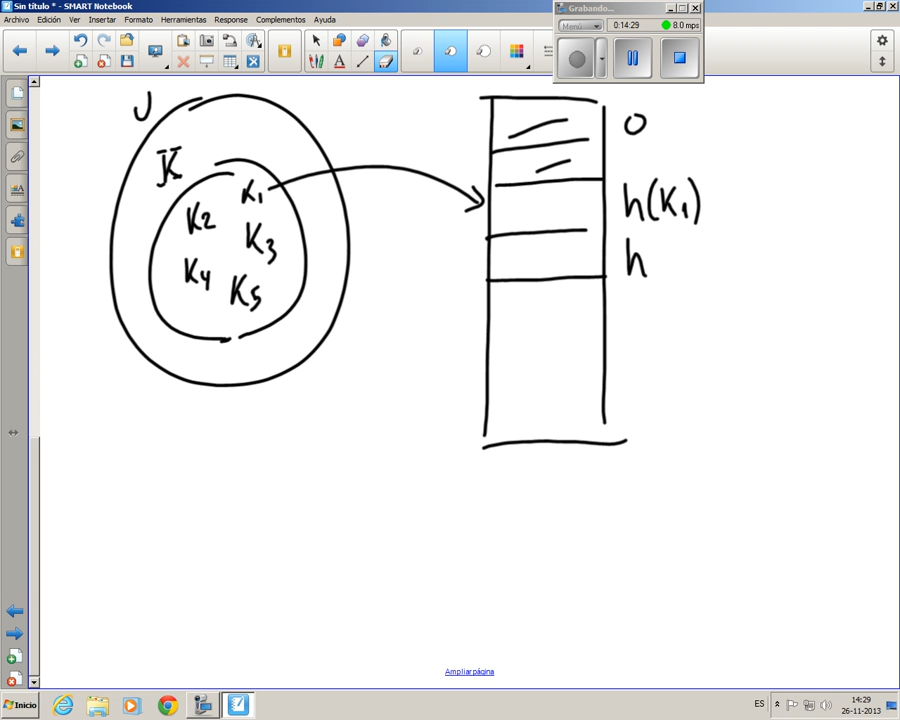 Sin título * - SMART Notebook
Grabando...
Archivo Edición Ver Insertar Formato Herramientas Response Complementos Ayuda
Menú 0:14:29 8.0 mps
U
K
K1
K2
K3
K4
K5
0
h(K1)
h
Ampliar página
Inicio
ES
14:29
26-11-2013